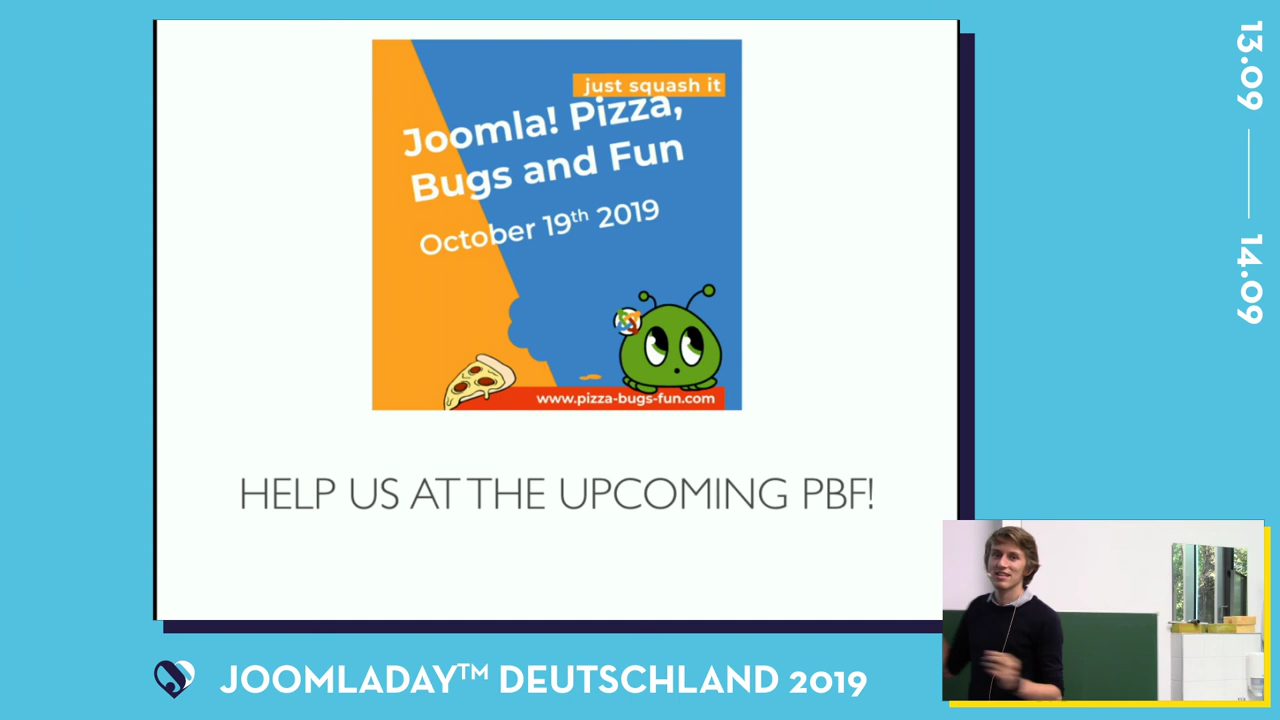 just squash it
Joomla! Pizza,
Bugs and Fun
October 19th 2019
www.pizza-bugs-fun.com
HELP US AT THE UPCOMING PBF!
13.09
14.09
JOOMLADAY™ DEUTSCHLAND 2019